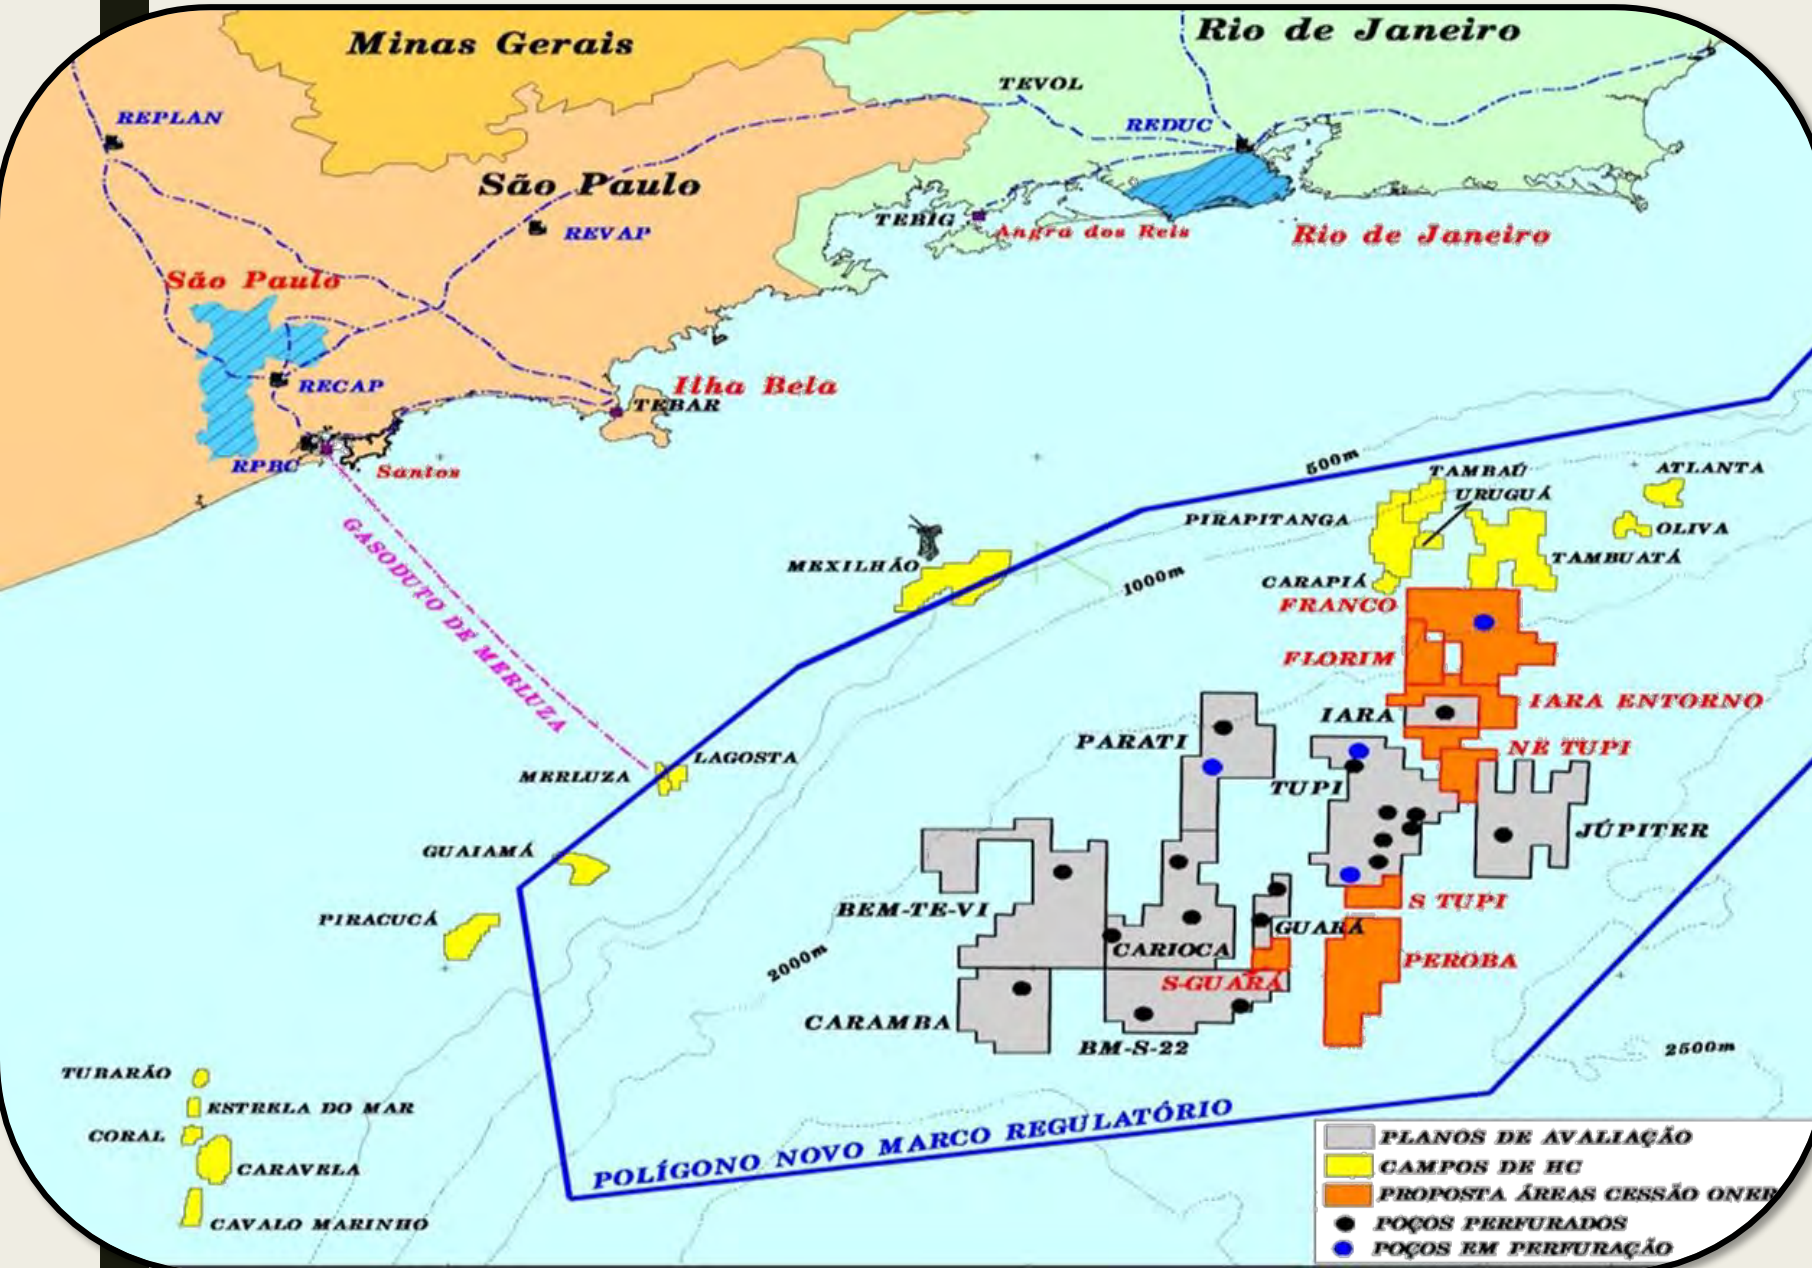 Minas Gerais
Rio de Janeiro
TEVOL
REPLAN
REDUC
São Paulo
TEBIG
Angra dos Reis
REVAP
Rio de Janeiro
São Paulo
RECAP
Ilha Bela
TEBAR
RPBC
Santos
GASODUTO DE MERLUZA
500m
TAMBAÚ
ATLANTA
URUGUÁ
PIRAPITANGA
OLIVA
TAMBUATÁ
MEXILHÃO
1000m
CARAPIÁ
FRANCO
FLORIM
IARA ENTORNO
IARA
PARATI
NE TUPI
LAGOSTA
MERLUZA
TUPI
JÚPITER
GUAIAMÁ
BEM-TE-VI
S TUPI
PIRACUCÁ
GUARÁ
CARIOCA
2000m
PEROBA
S-GUARÁ
CARAMBA
BM-S-22
2500m
TUBARÃO
ESTRELA DO MAR
CORAL
CARAVELA
CAVALO MARINHO
POLÍGONO NOVO MARCO REGULATÓRIO
PLANOS DE AVALIAÇÃO
CAMPOS DE HC
PROPOSTA ÁREAS CESSÃO ONER
POÇOS PERFURADOS
POÇOS EM PERFURAÇÃO